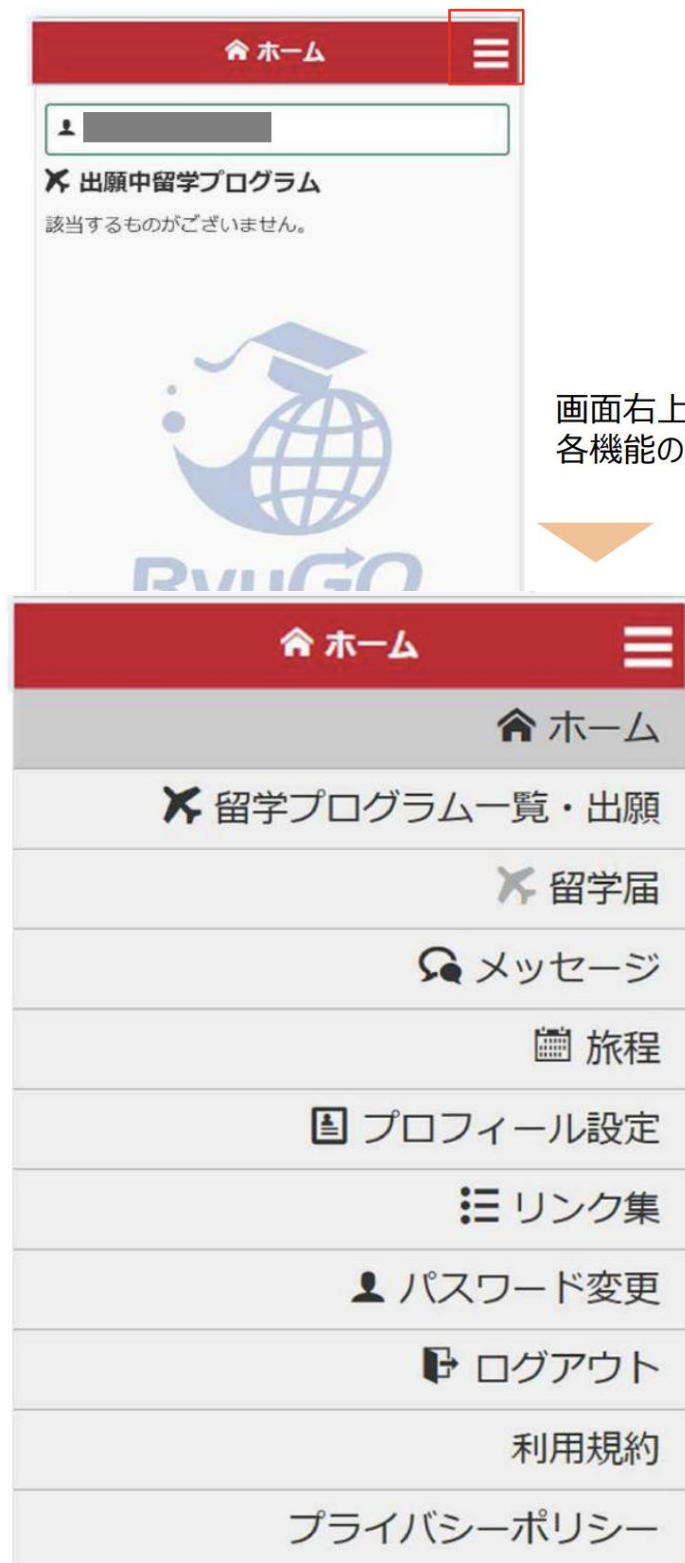 ホーム
出願中留学プログラム
該当するものがございません。
画面右上
各機能の
RyuGO
ホーム
ホーム
留学プログラム一覧・出願
留学届
メッセージ
旅程
プロフィール設定
リンク集
パスワード変更
ログアウト
利用規約
プライバシーポリシー